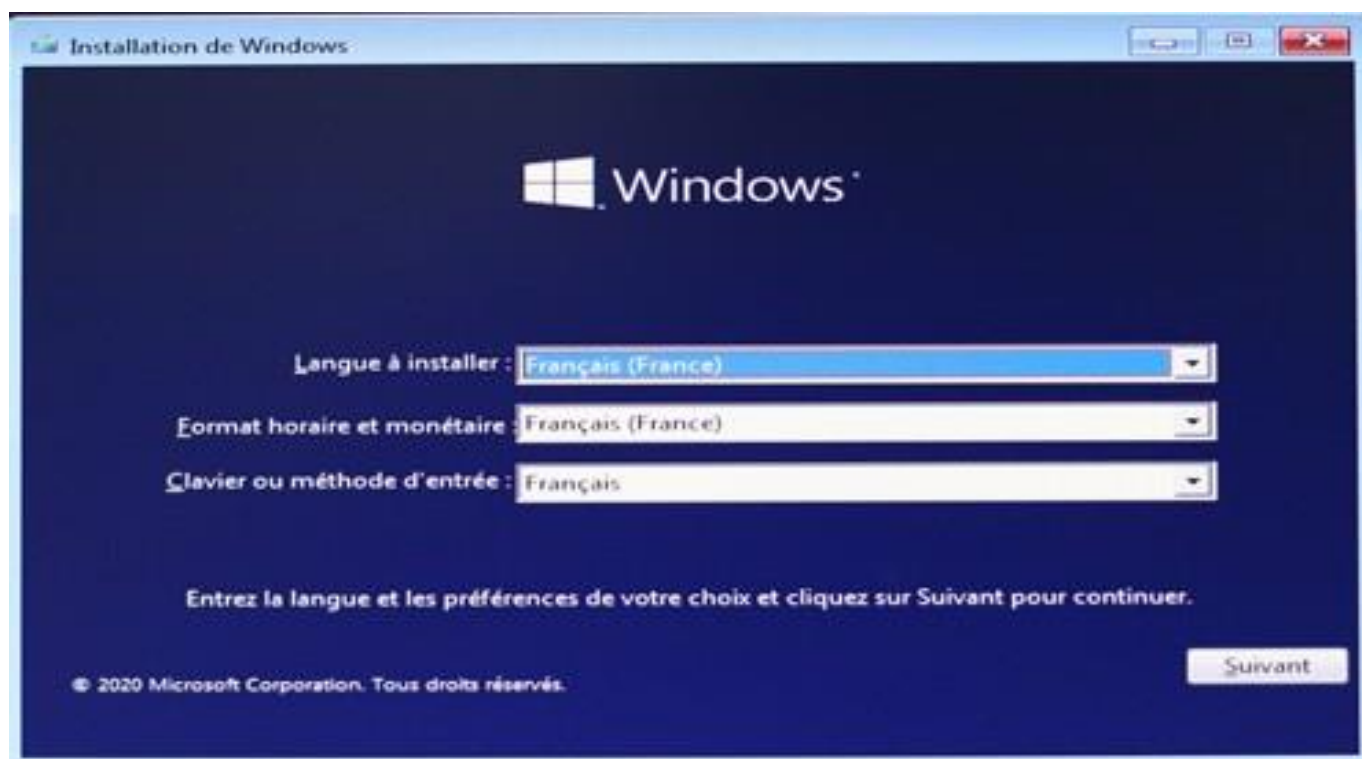 Installation de Windows
Windows
Langue à installer : Français (France)
Format horaire et monétaire : Français (France)
Clavier ou méthode d'entrée : Français
Entrez la langue et les préférences de votre choix et cliquez sur Suivant pour continuer.
Suivant
© 2020 Microsoft Corporation. Tous droits réservés.